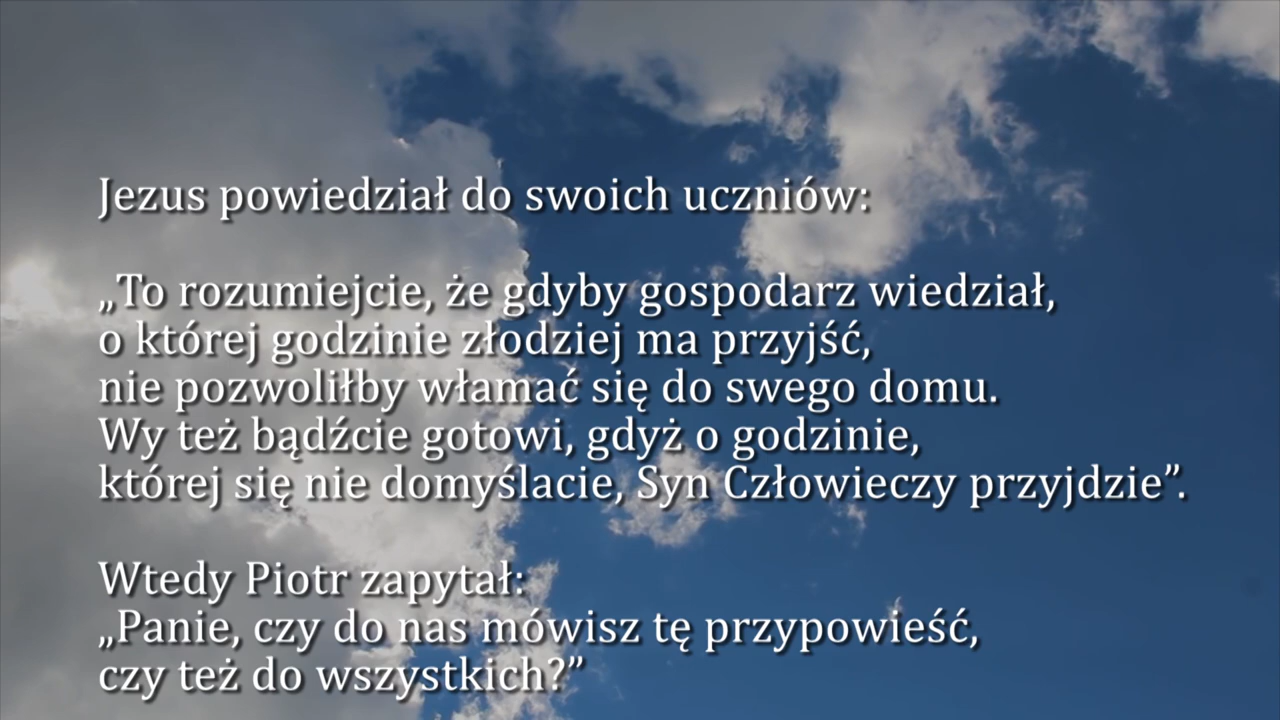 Jezus powiedział do swoich uczniów:
„To rozumiejcie, że gdyby gospodarz wiedział,
o której godzinie złodziej ma przyjść,
nie pozwoliłby włamać się do swego domu.
Wy też bądźcie gotowi, gdyż o godzinie,
której się nie domyślacie, Syn Człowieczy przyjdzie”.
Wtedy Piotr zapytał:
„Panie, czy do nas mówisz tę przypowieść,
czy też do wszystkich?”